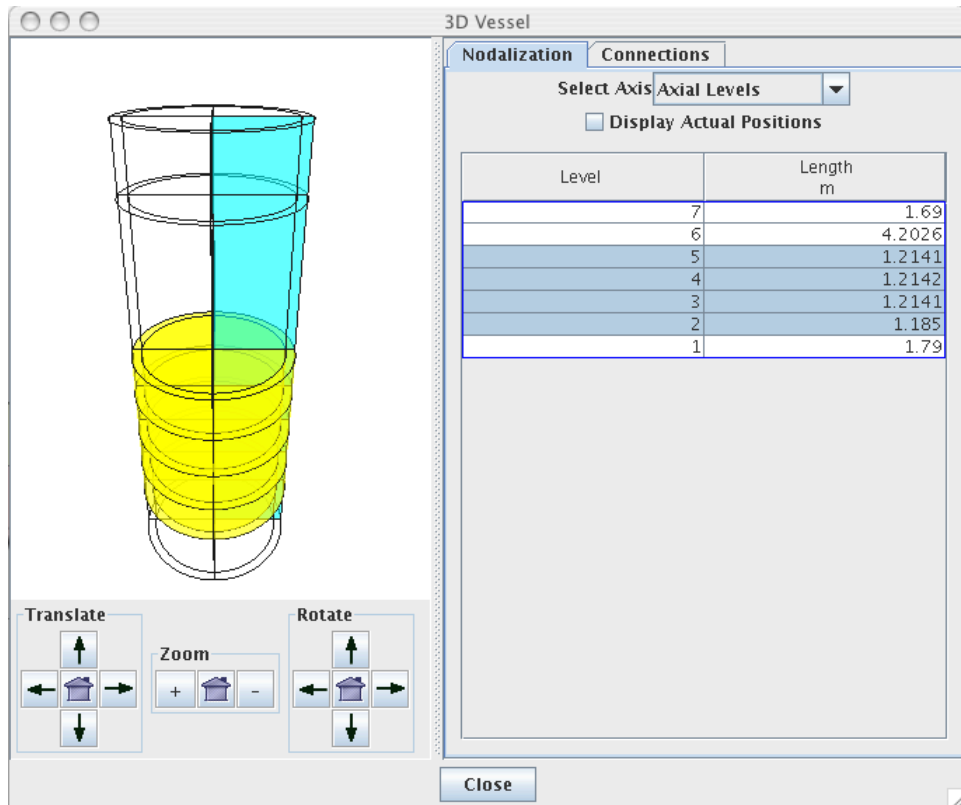 3D Vessel
Nodalization Connections
Select Axis Axial Levels
Display Actual Positions
Level Length
m
7 1.69
6 4.2026
5 1.2141
4 1.2142
3 1.2141
2 1.185
1 1.79
Translate
Zoom
+ -
Rotate
Close